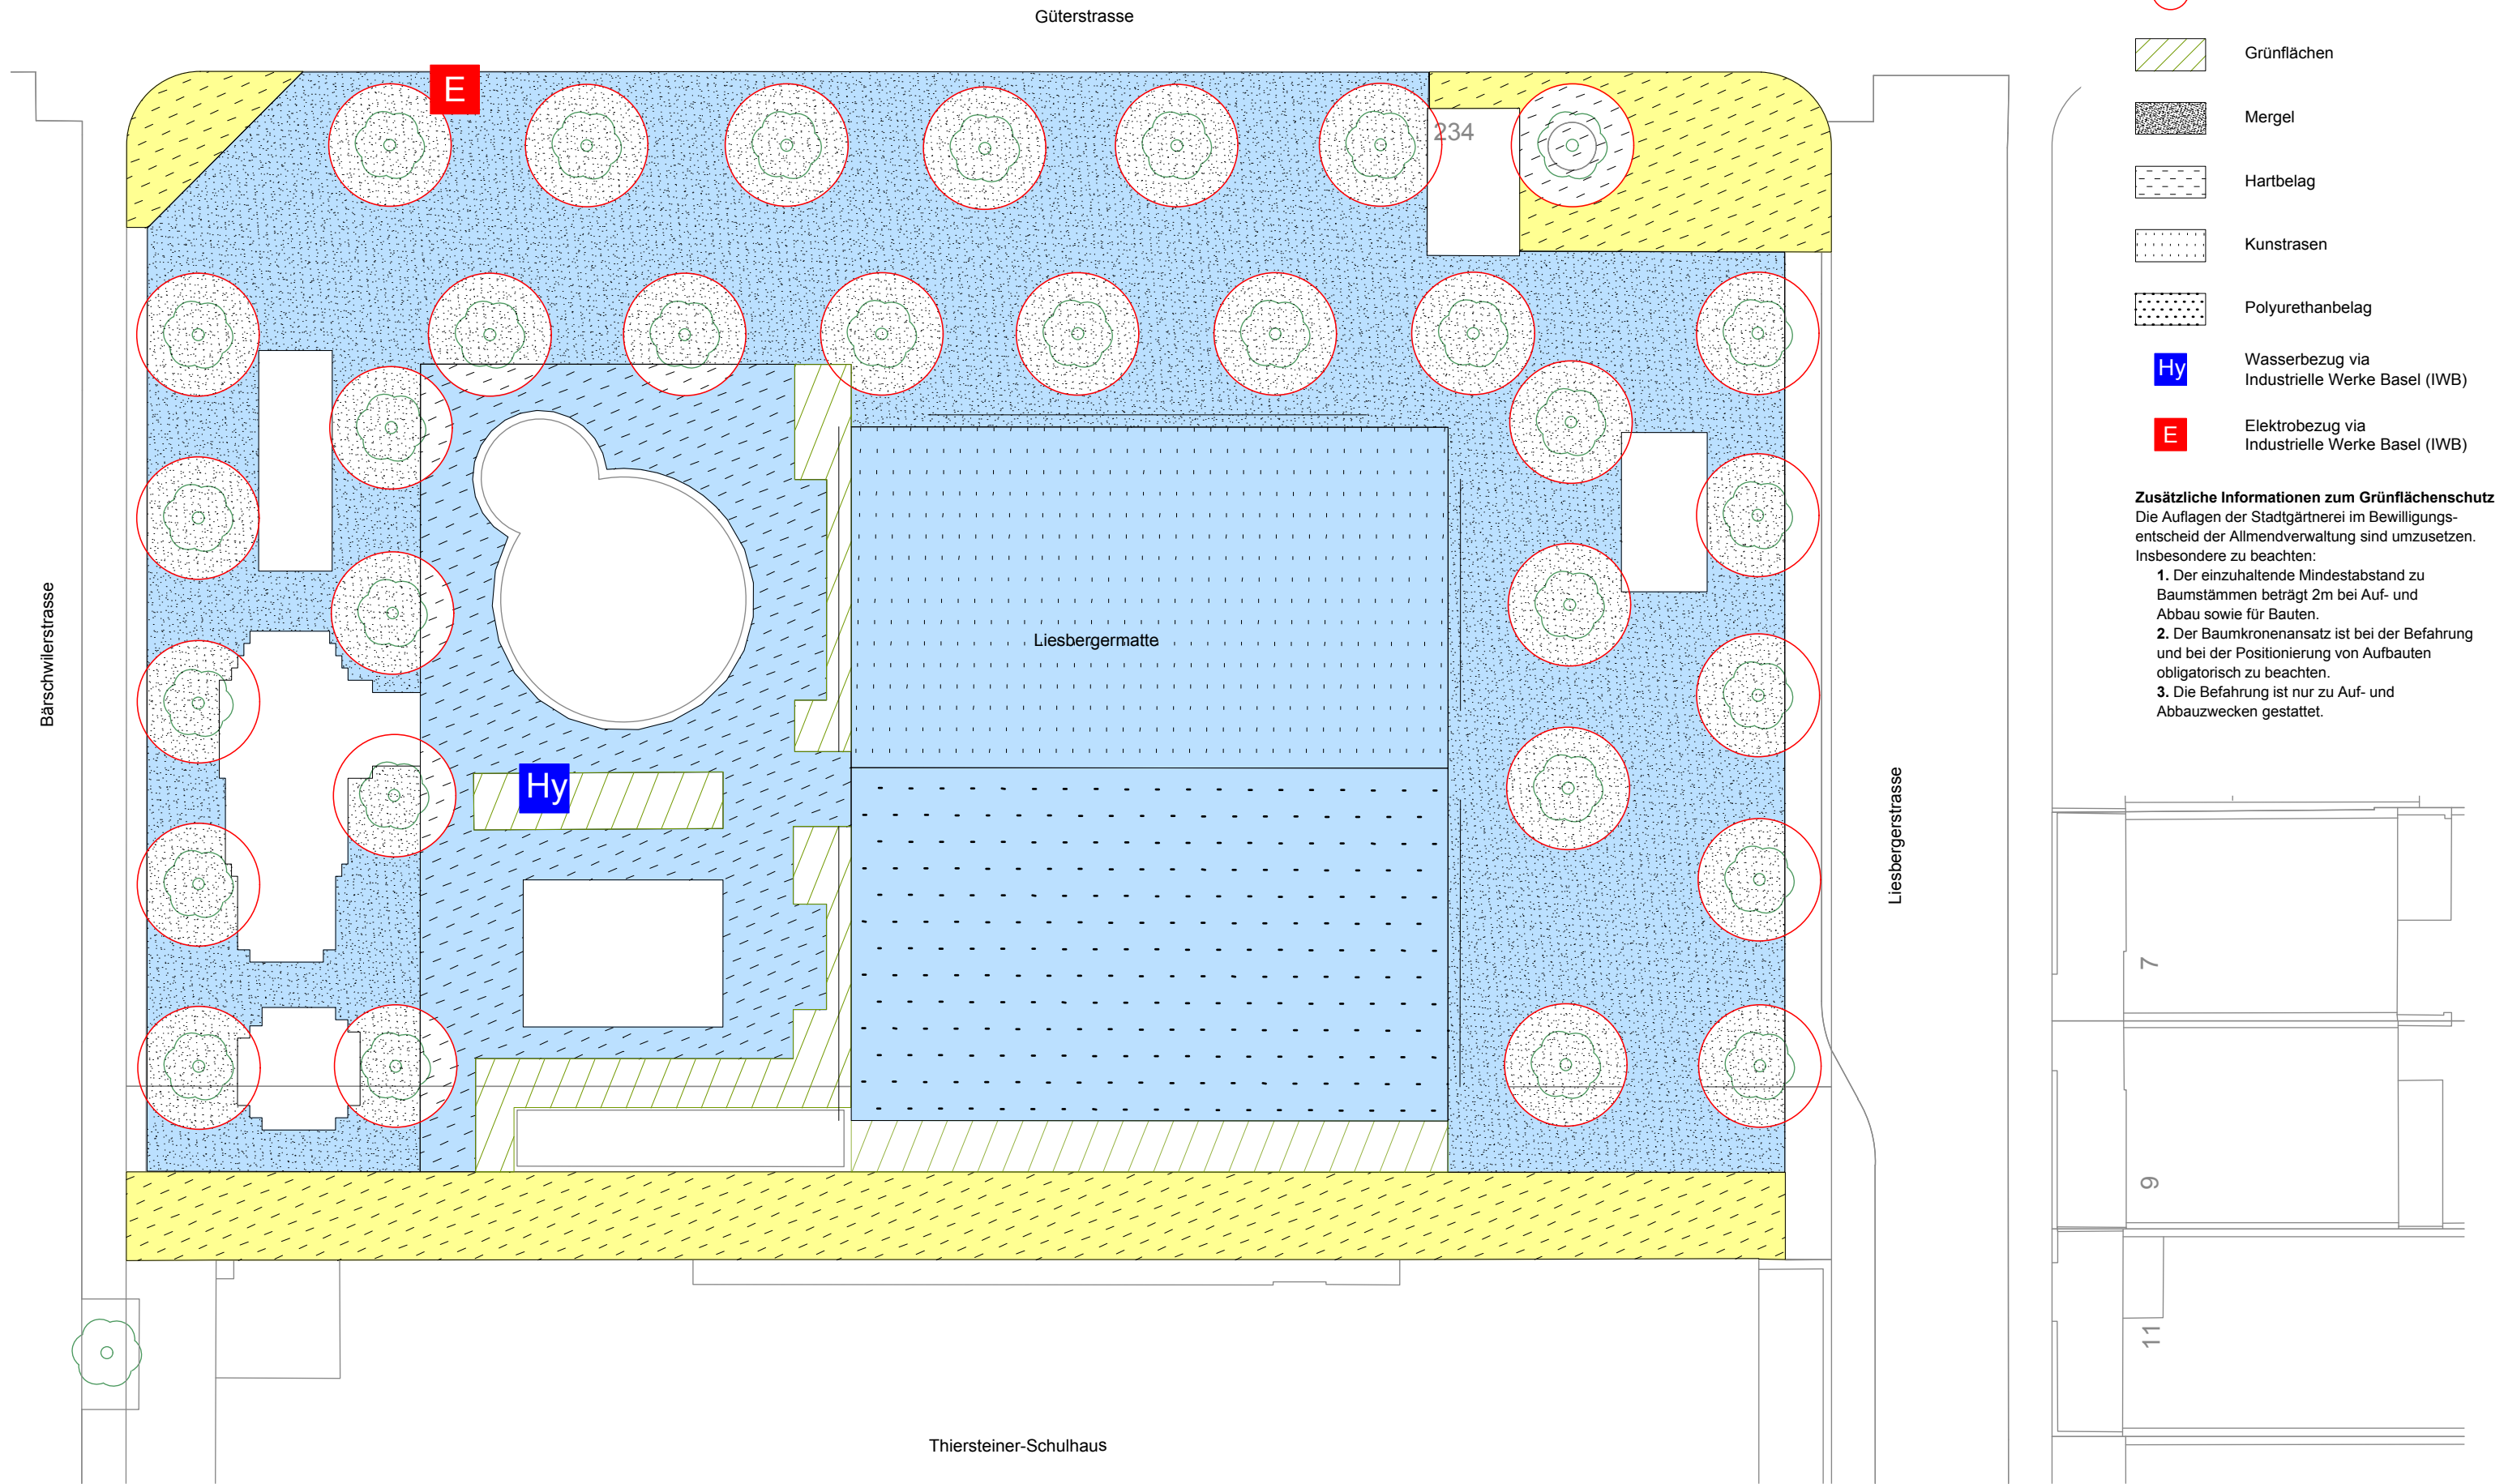 Güterstrasse
E
234
Bärschwilerstrasse
Liesbergermatte
Hy
Liesbergerstrasse
Thiersteiner-Schulhaus
7
9
11
Grünflächen
Mergel
Hartbelag
Kunstrasen
Polyurethanbelag
Hy
Wasserbezug via
Industrielle Werke Basel (IWB)
E
Elektrobezug via
Industrielle Werke Basel (IWB)
Zusätzliche Informationen zum Grünflächenschutz
Die Auflagen der Stadtgärtnerei im Bewilligungs-
entscheid der Allmendverwaltung sind umzusetzen.
Insbesondere zu beachten:
1. Der einzuhaltende Mindestabstand zu
Baumstämmen beträgt 2m bei Auf- und
Abbau sowie für Bauten.
2. Der Baumkronenansatz ist bei der Befahrung
und bei der Positionierung von Aufbauten
obligatorisch zu beachten.
3. Die Befahrung ist nur zu Auf- und
Abbauzwecken gestattet.